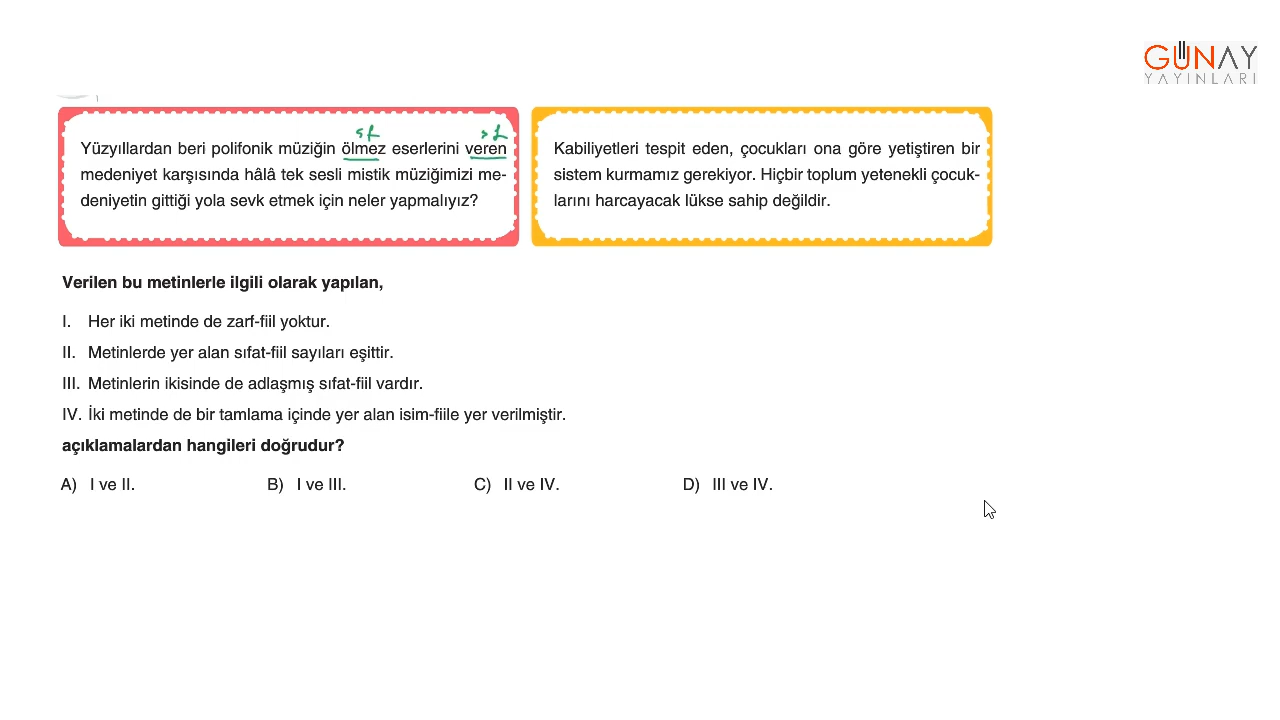 GÜNAY
YAYINLARI
sf sf
Yüzyıllardan beri polifonik müziğin ölmez eserlerini veren
medeniyet karşısında hâlâ tek sesli mistik müziğimizi me-
deniyetin gittiği yola sevk etmek için neler yapmalıyız?
Kabiliyetleri tespit eden, çocukları ona göre yetiştiren bir
sistem kurmamız gerekiyor. Hiçbir toplum yetenekli çocuk-
larını harcayacak lükse sahip değildir.
Verilen bu metinlerle ilgili olarak yapılan,
I. Her iki metinde de zarf-fiil yoktur.
II. Metinlerde yer alan sıfat-fiil sayıları eşittir.
III. Metinlerin ikisinde de adlaşmış sıfat-fiil vardır.
IV. İki metinde de bir tamlama içinde yer alan isim-fiile yer verilmiştir.
açıklamalardan hangileri doğrudur?
A) I ve II. B) I ve III. C) II ve IV. D) III ve IV.